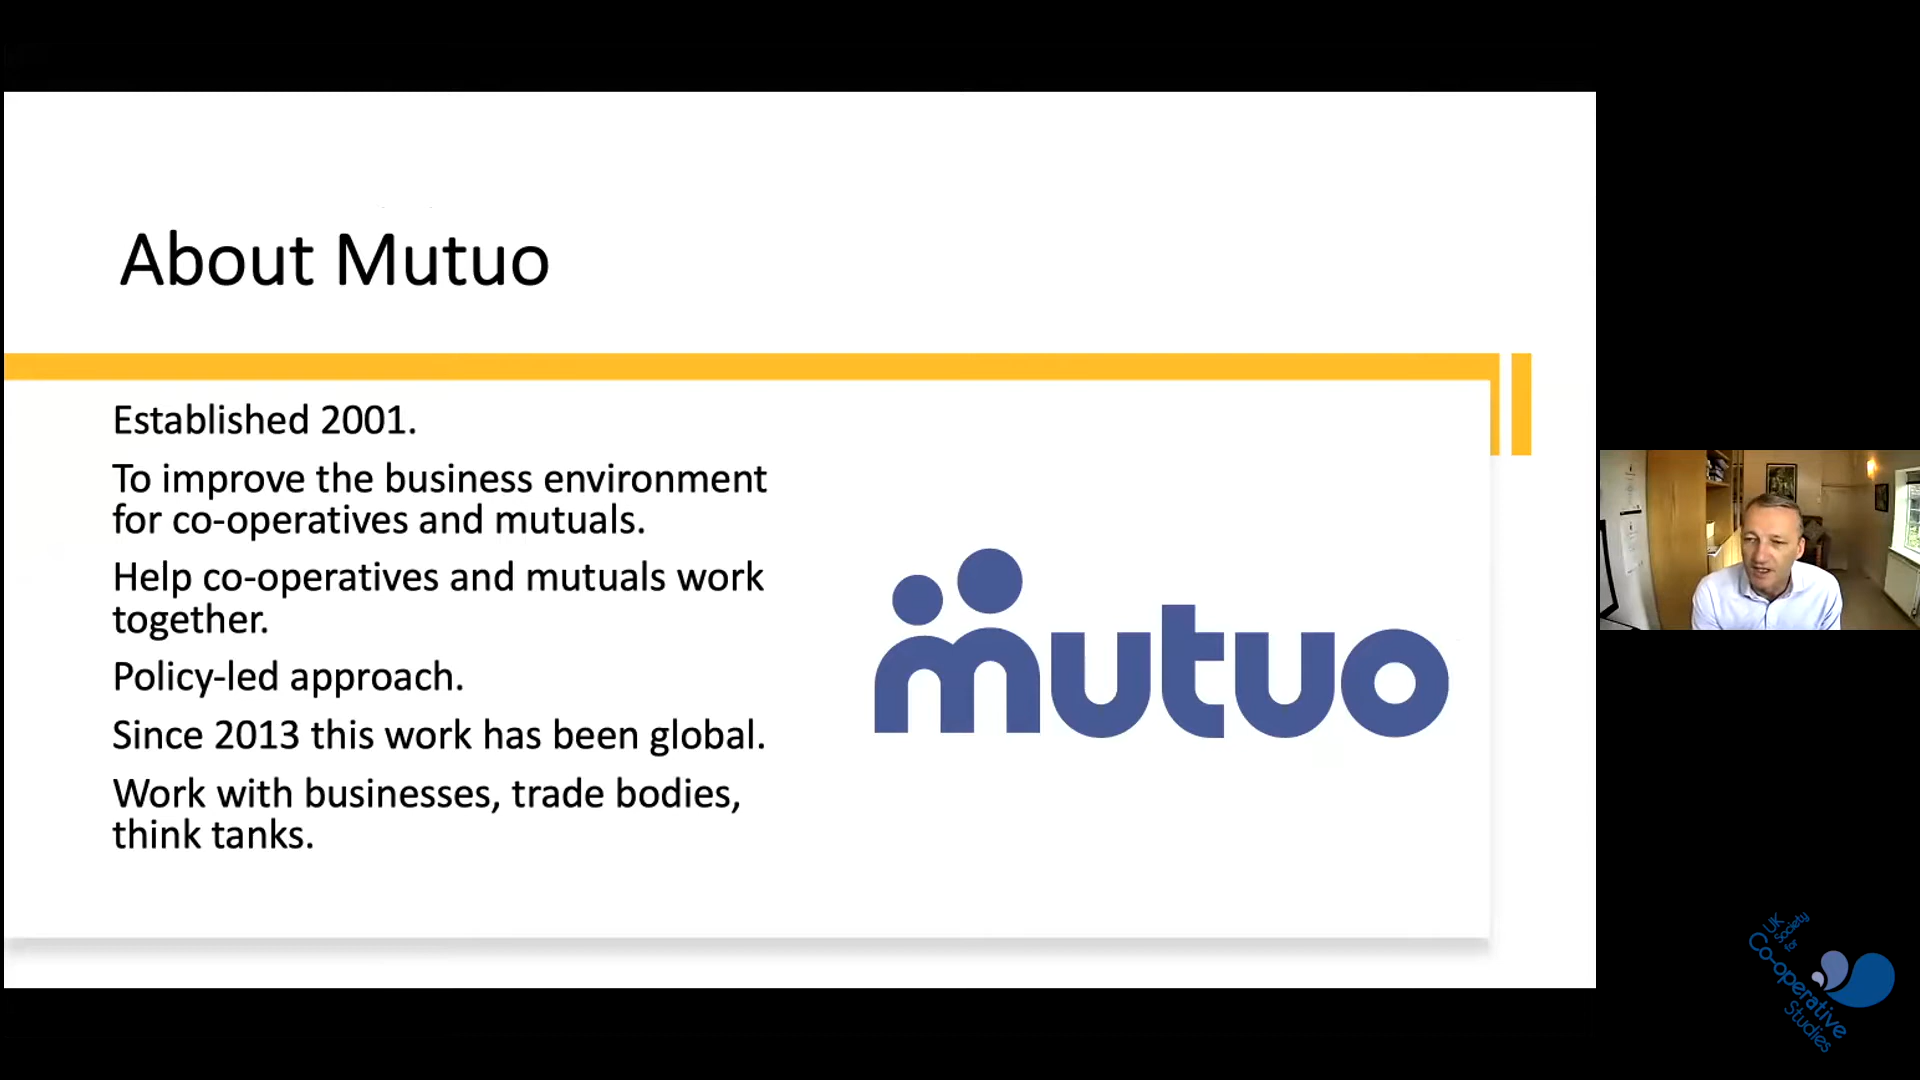 About Mutuo
Established 2001.
To improve the business environment
for co-operatives and mutuals.
Help co-operatives and mutuals work
together.
Policy-led approach.
Since 2013 this work has been global.
Work with businesses, trade bodies,
think tanks.
mutuo
UK
Society
for
Co-operative
Studies